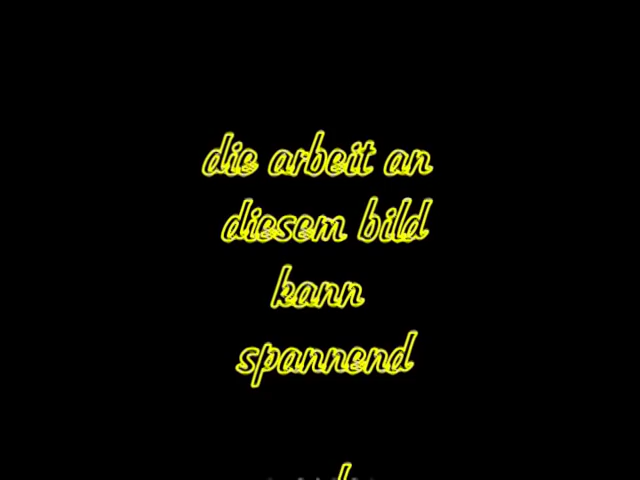 die arbeit an
diesem bild
kann
spannend